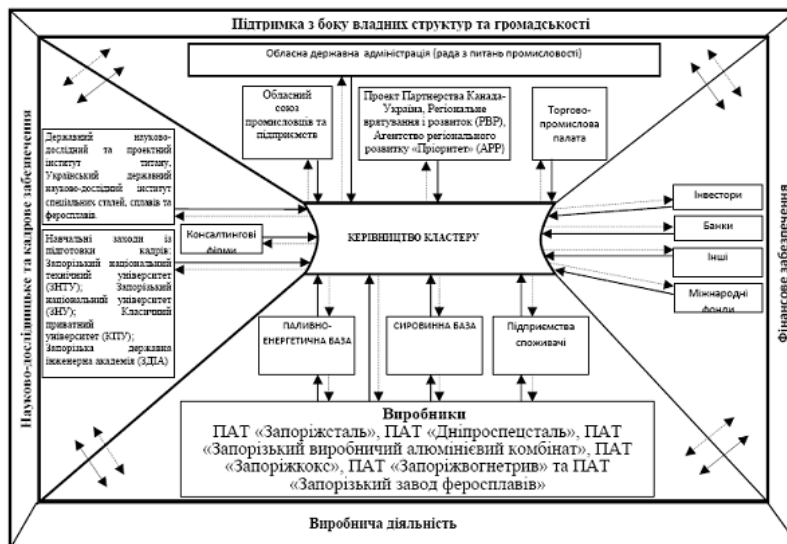 Підтримка з боку владних структур та громадськості
Обласна державна адміністрація (рада з питань промисловості)
Обласний
союз
промисловців та
підприємств
Проект Партнерства Канада-
Україна, Регіональне
врятування і розвиток (РВР),
Агентство регіонального
розвитку «Пріоритет» (АРР)
Торгово-
промислова
палата
Науково-дослідницьке та кадрове забезпечення
Державний науково-
дослідний та проектний
інститут титану,
Український державний
науково-дослідний інститут
спеціальних сталей, сплавів та
феросплавів.
Консалтингові
фірми
Навчальні заходи із
підготовки кадрів:
Запорізький національний
технічний університет
(ЗНТУ); Запорізький
національний університет
(ЗНУ); Класичний
приватний
університет (КПУ);
Запорізька державна
інженерна академія (ЗДІА)
КЕРІВНИЦТВО КЛАСТЕРУ
Інвестори
Банки
Інші
Міжнародні
фонди
Фінансове забезпечення
ПАЛИВНО-
ЕНЕРГЕТИЧНА БАЗА
СИРОВИННА БАЗА
Підприємства
споживачі
Виробники
ПАТ «Запоріжсталь», ПАТ «Дніпроспецсталь», ПАТ
«Запорізький виробничий алюмінієвий комбінат», ПАТ
«Запоріжкокс», ПАТ «Запоріжвогнетрив» та ПАТ
«Запорізький завод феросплавів»
Виробнича діяльність